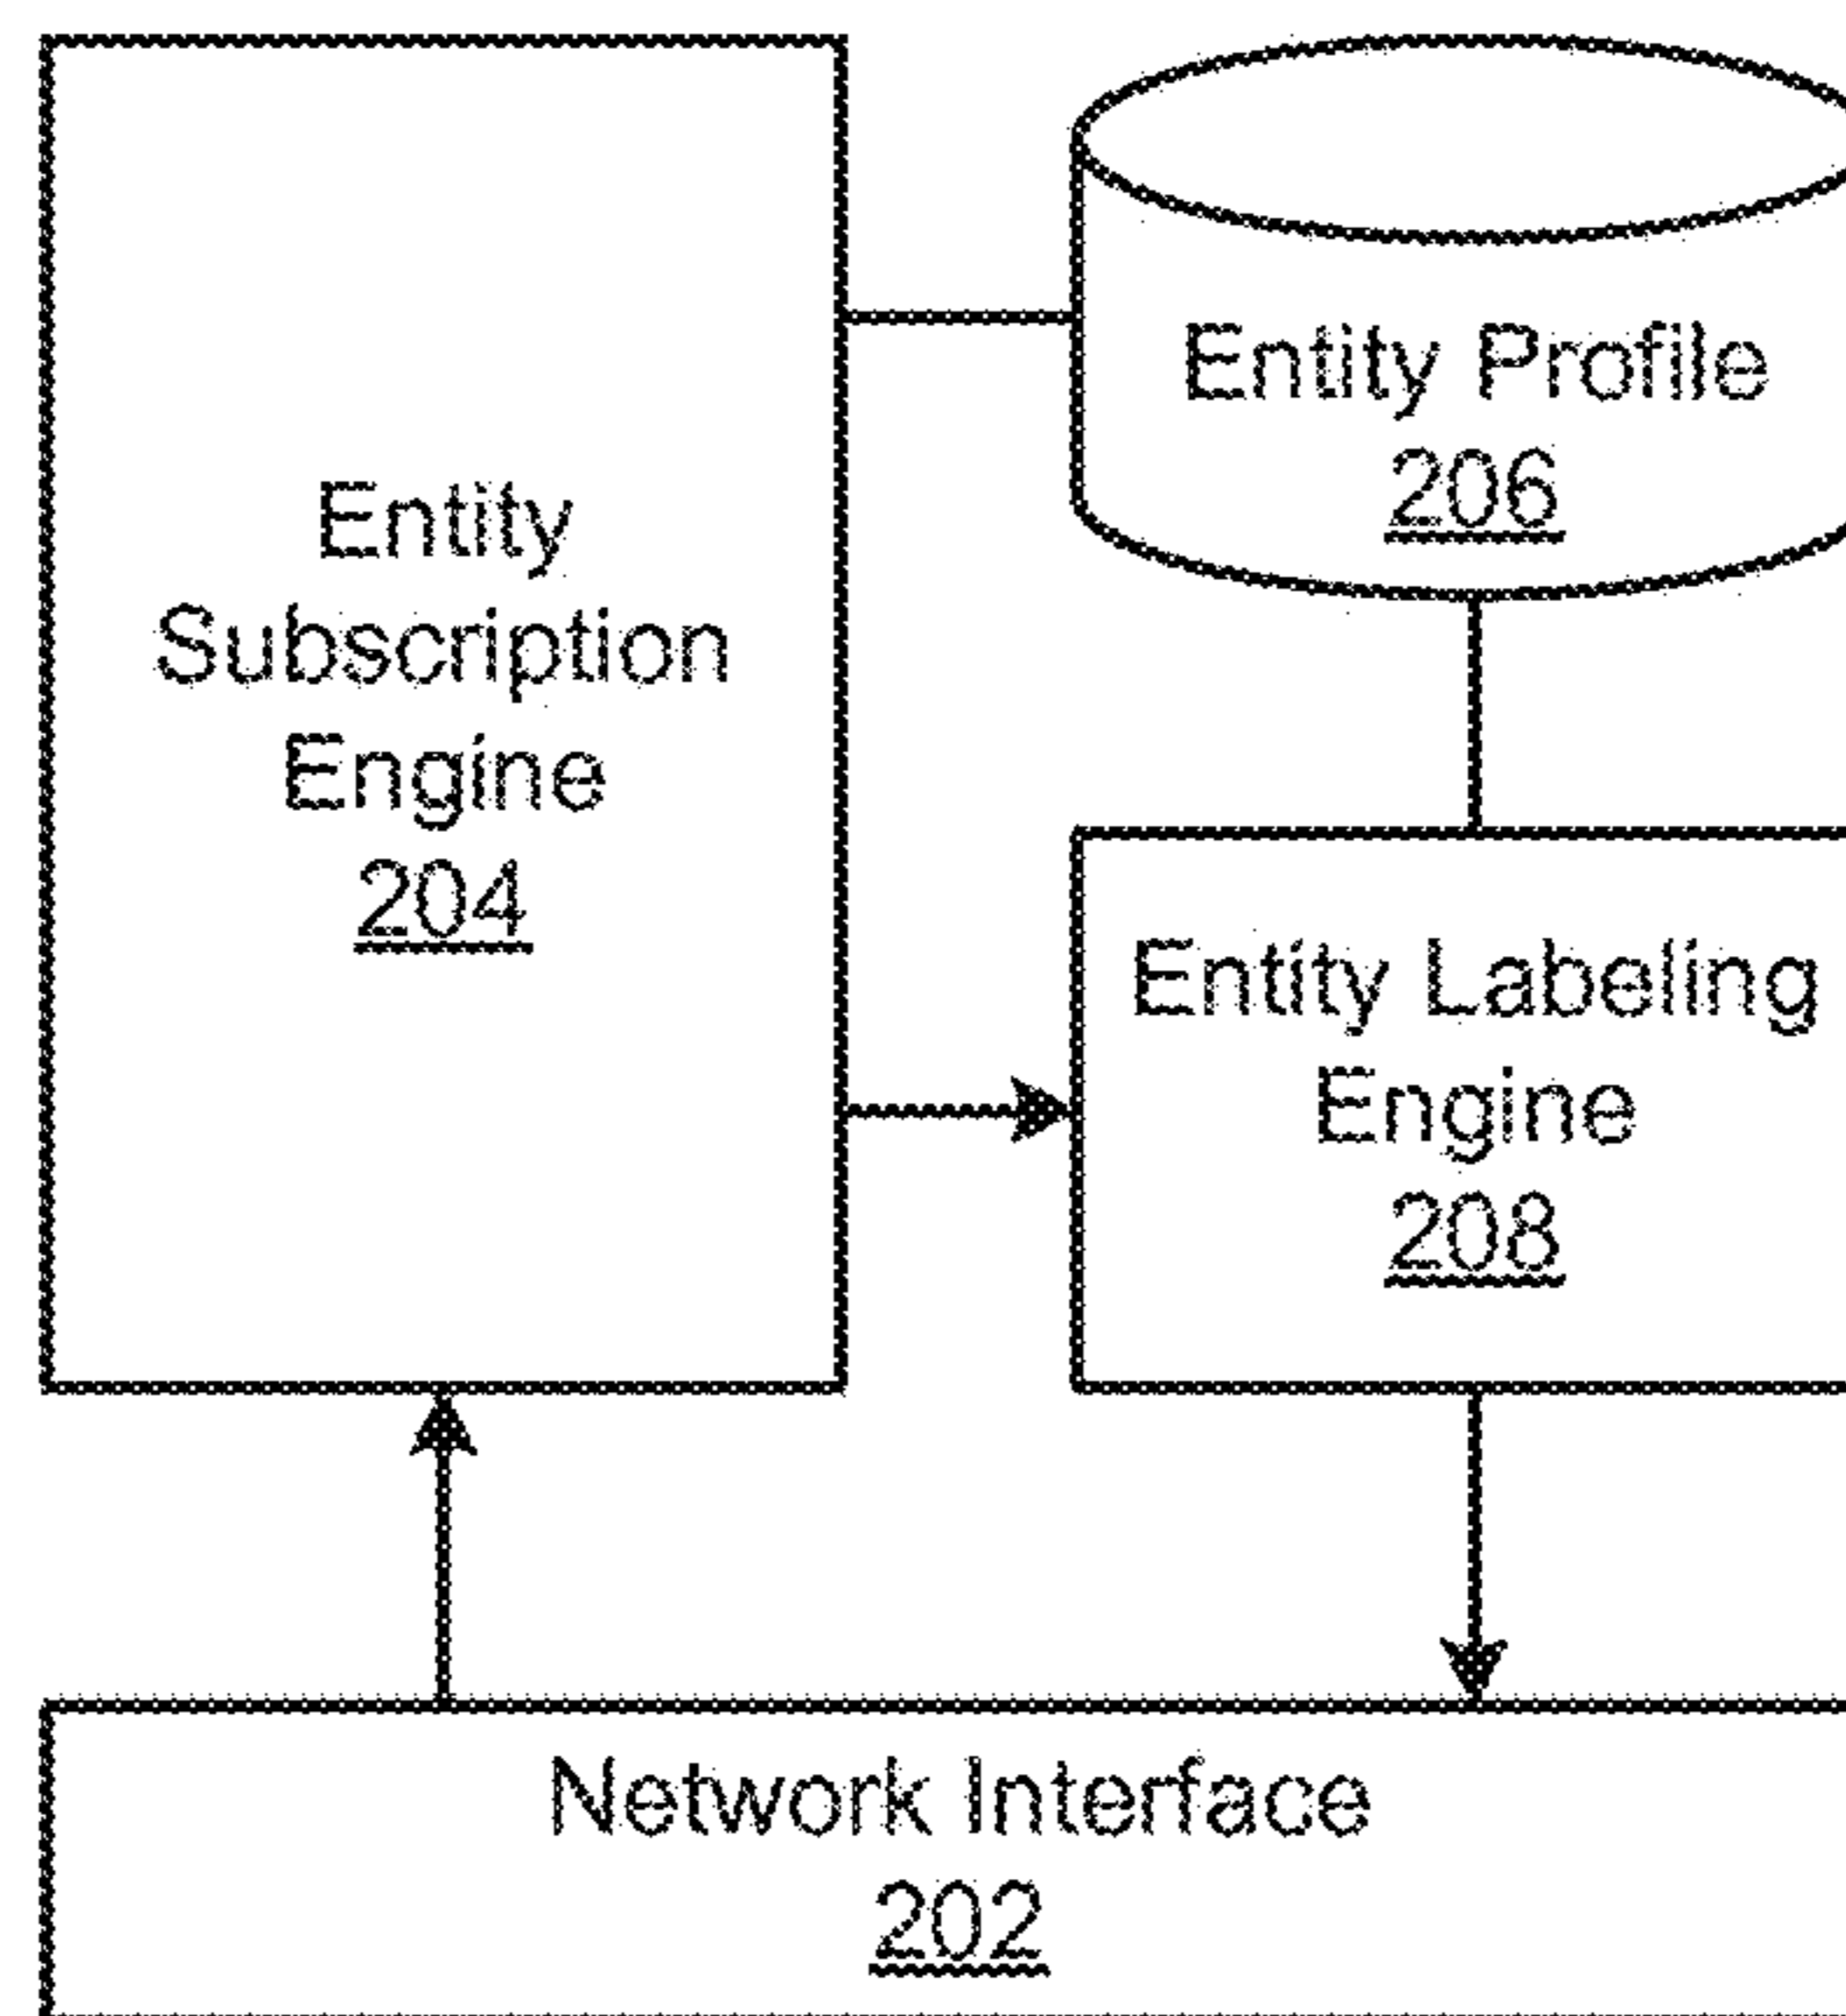 Entity
Subscription
Engine
204
Entity Profile
206
Entity Labeling
Engine
208
Network Interface
202